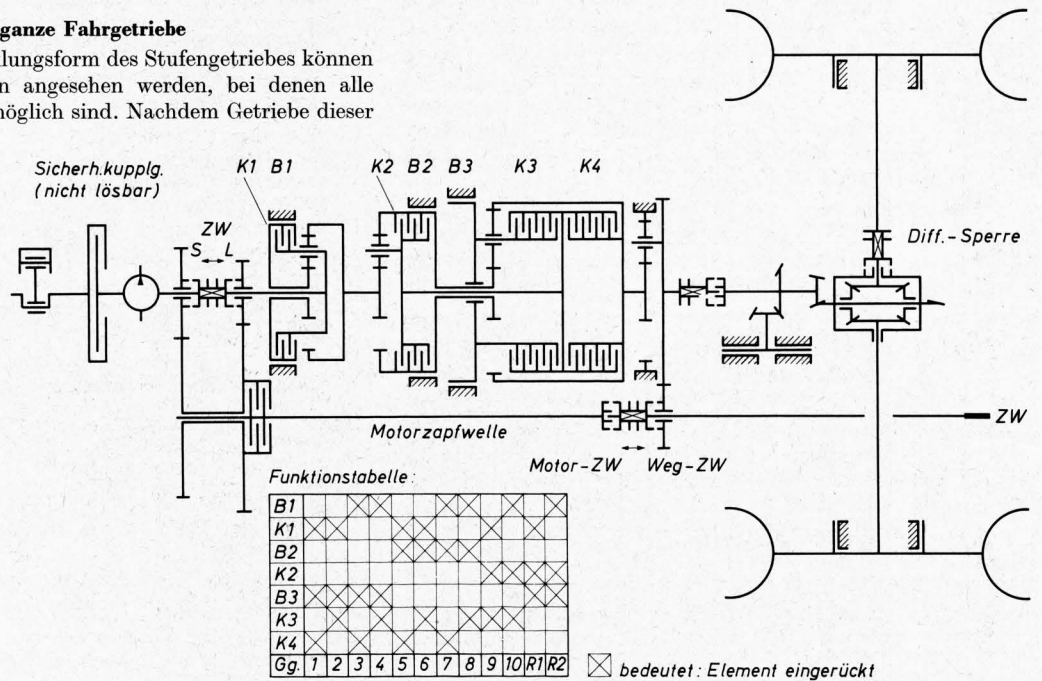 ganze Fahrgetriebe
lungsform des Stufengetriebes können
n angesehen werden, bei denen alle
nöglich sind. Nachdem Getriebe dieser
Sicherh.kupplg.
(nicht lösbar)
K1 B1 K2 B2 B3 K3 K4
ZW
S L
Diff.-Sperre
Motorzapfwelle
ZW
Motor-ZW Weg-ZW
Funktionstabelle:
B1
K1
B2
K2
B3
K3
K4
Gg. 1 2 3 4 5 6 7 8 9 10 R1 R2
bedeutet: Element eingerückt